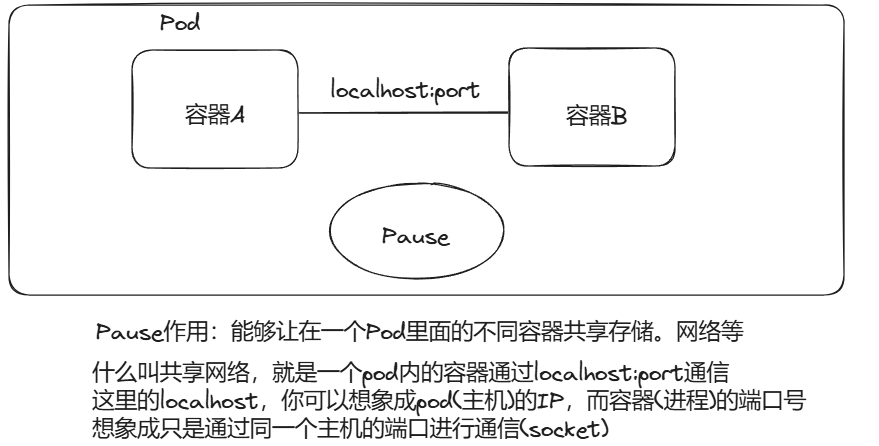 Pod
容器A
localhost:port
容器B
Pause
Pause作用：能够让在一个Pod里面的不同容器共享存储。网络等
什么叫共享网络，就是一个pod内的容器通过localhost:port通信
这里的localhost，你可以想象成pod(主机)的IP，而容器(进程)的端口号
想象成只是通过同一个主机的端口进行通信(socket)